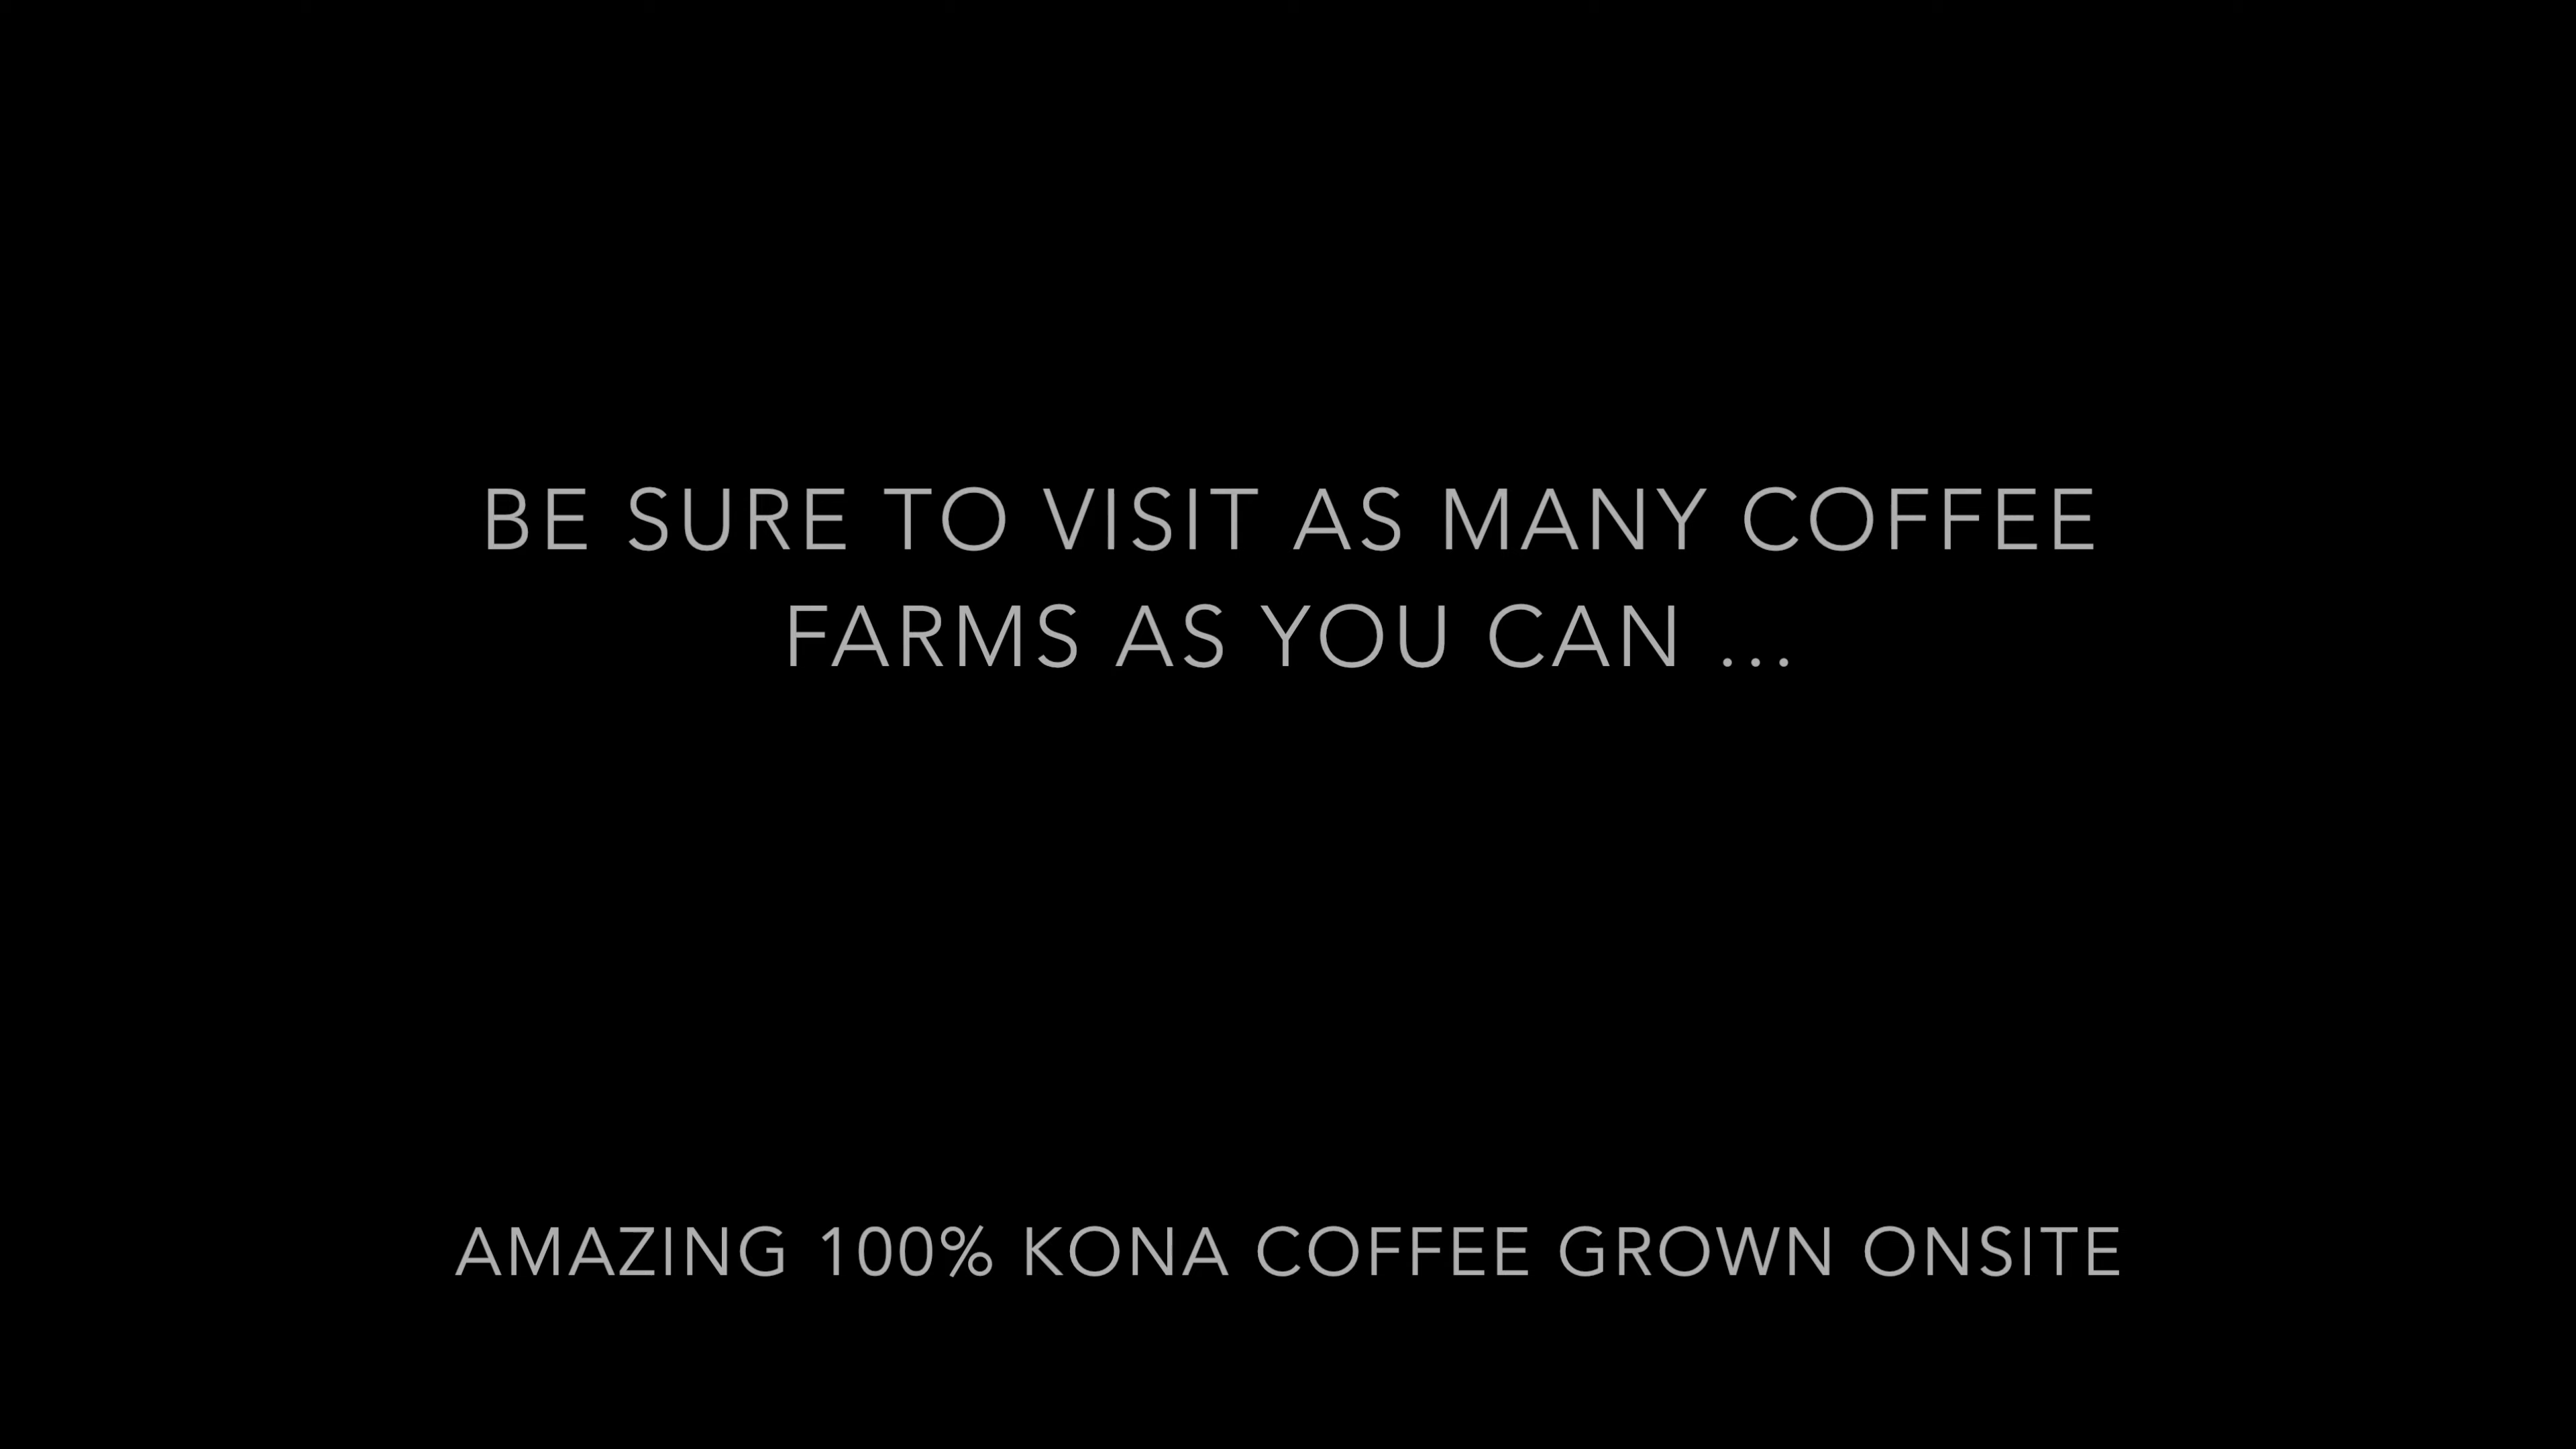 BE SURE TO VISIT AS MANY COFFEE
FARMS AS YOU CAN ...
AMAZING 100% KONA COFFEE GROWN ONSITE